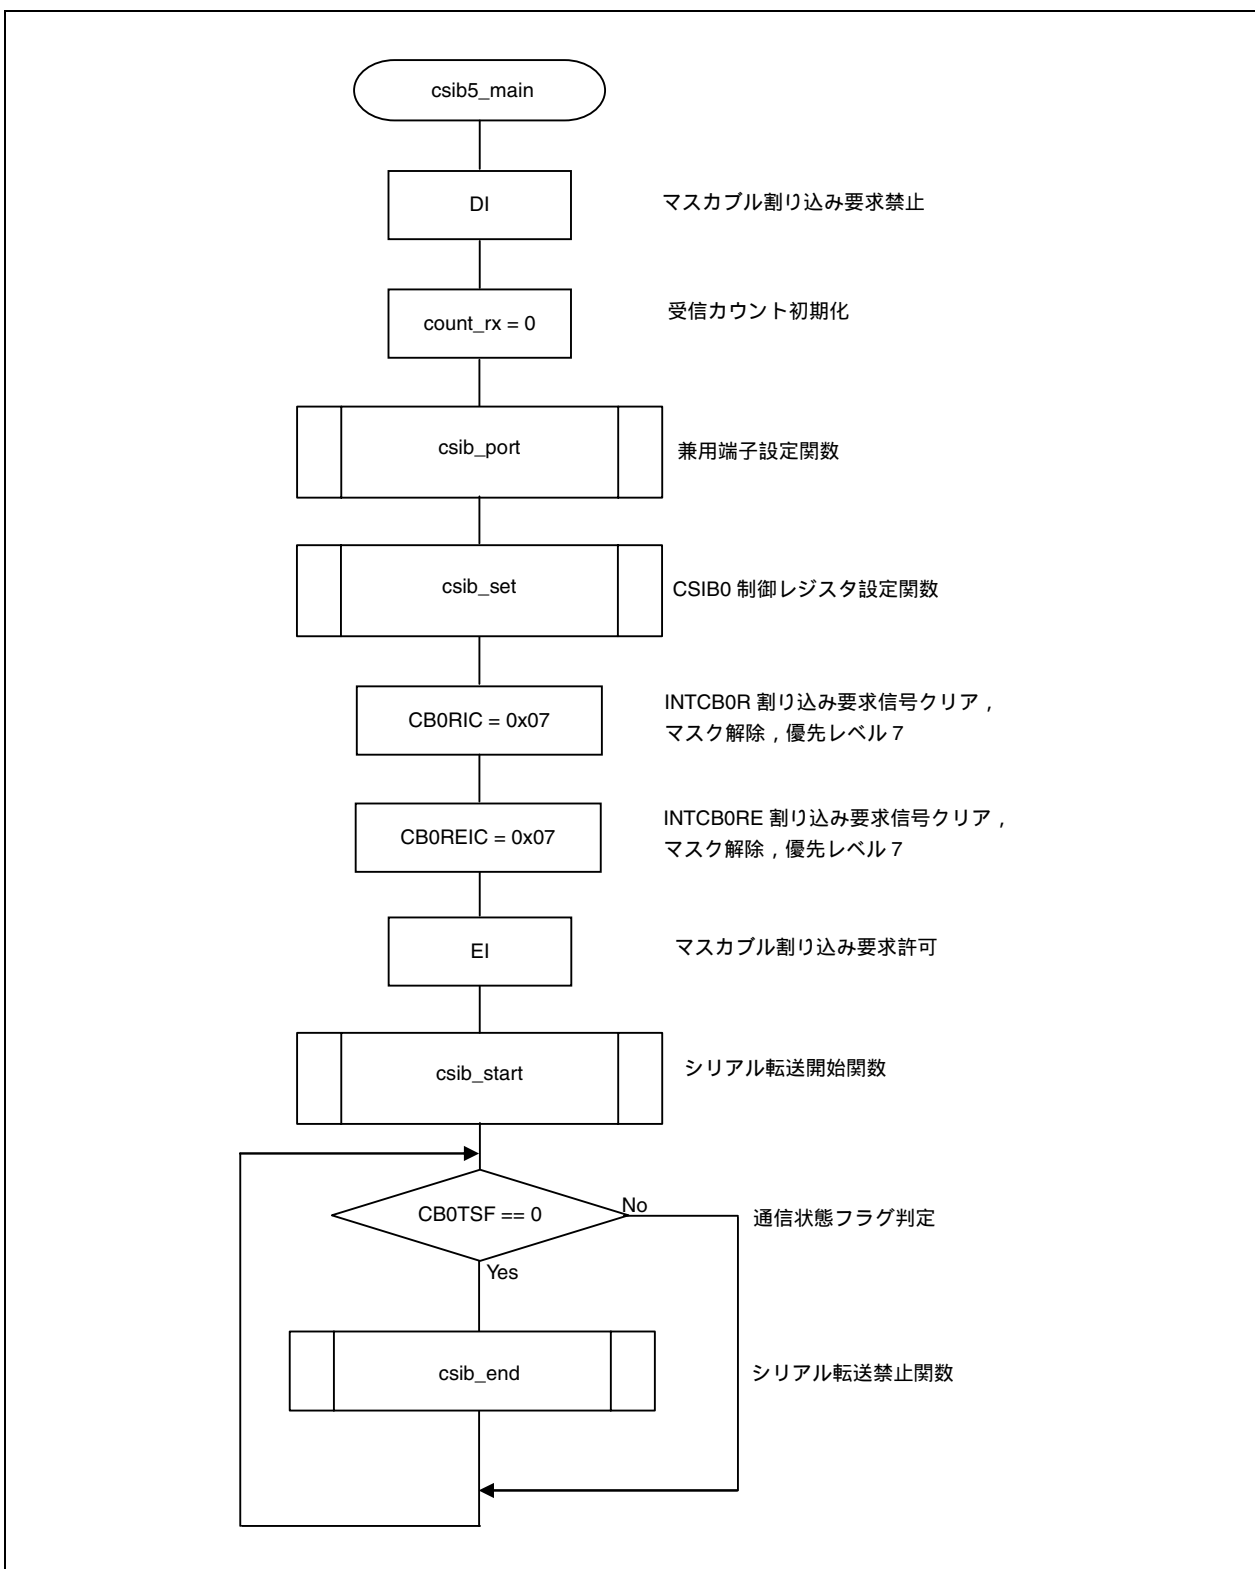 csib5_main
DI
マスカブル割り込み要求禁止
count_rx = 0
受信カウント初期化
csib_port
兼用端子設定関数
csib_set
CSIB0 制御レジスタ設定関数
CB0RIC = 0x07
INTCB0R 割り込み要求信号クリア，
マスク解除，優先レベル 7
CB0REIC = 0x07
INTCB0RE 割り込み要求信号クリア，
マスク解除，優先レベル 7
EI
マスカブル割り込み要求許可
csib_start
シリアル転送開始関数
CB0TSF == 0
No
通信状態フラグ判定
Yes
csib_end
シリアル転送禁止関数